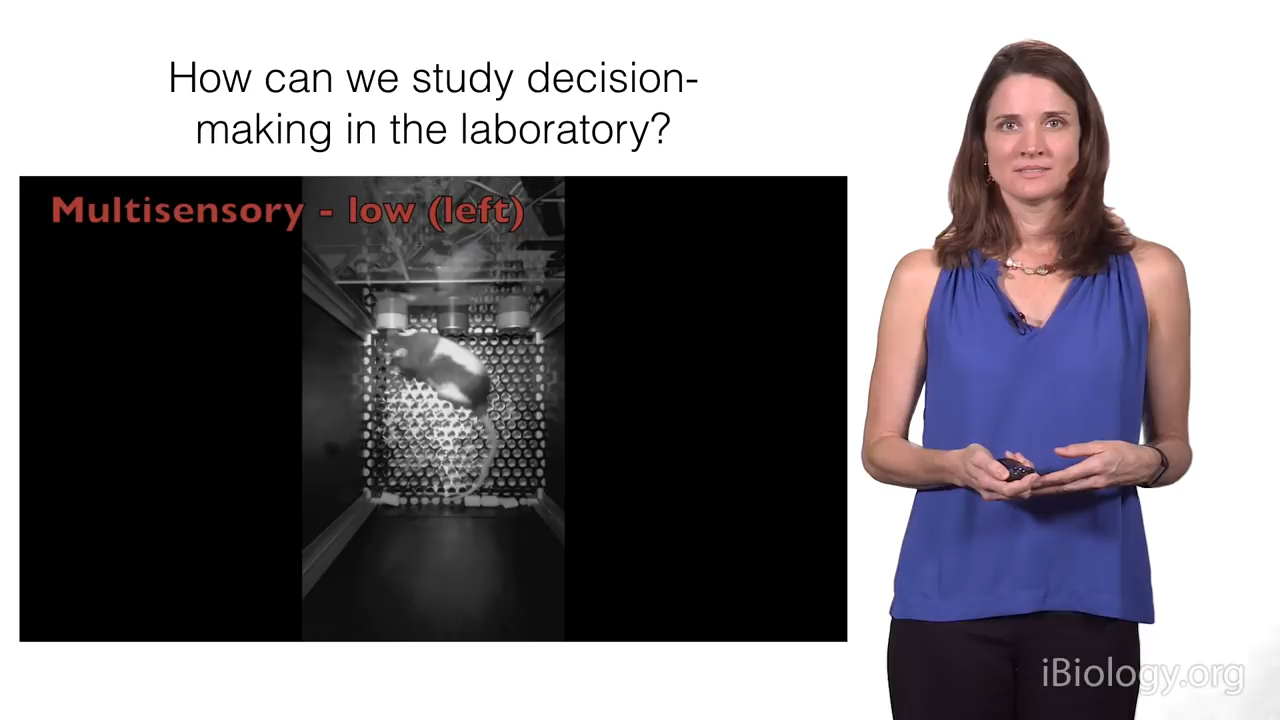 How can we study decision-
making in the laboratory?
Multisensory - low (left)
iBiology.org